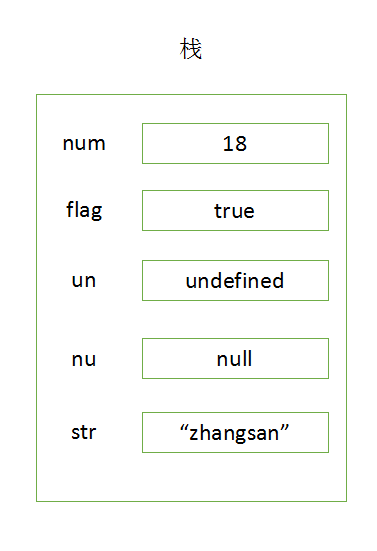 栈
num 18
flag true
un undefined
nu null
str “zhangsan”